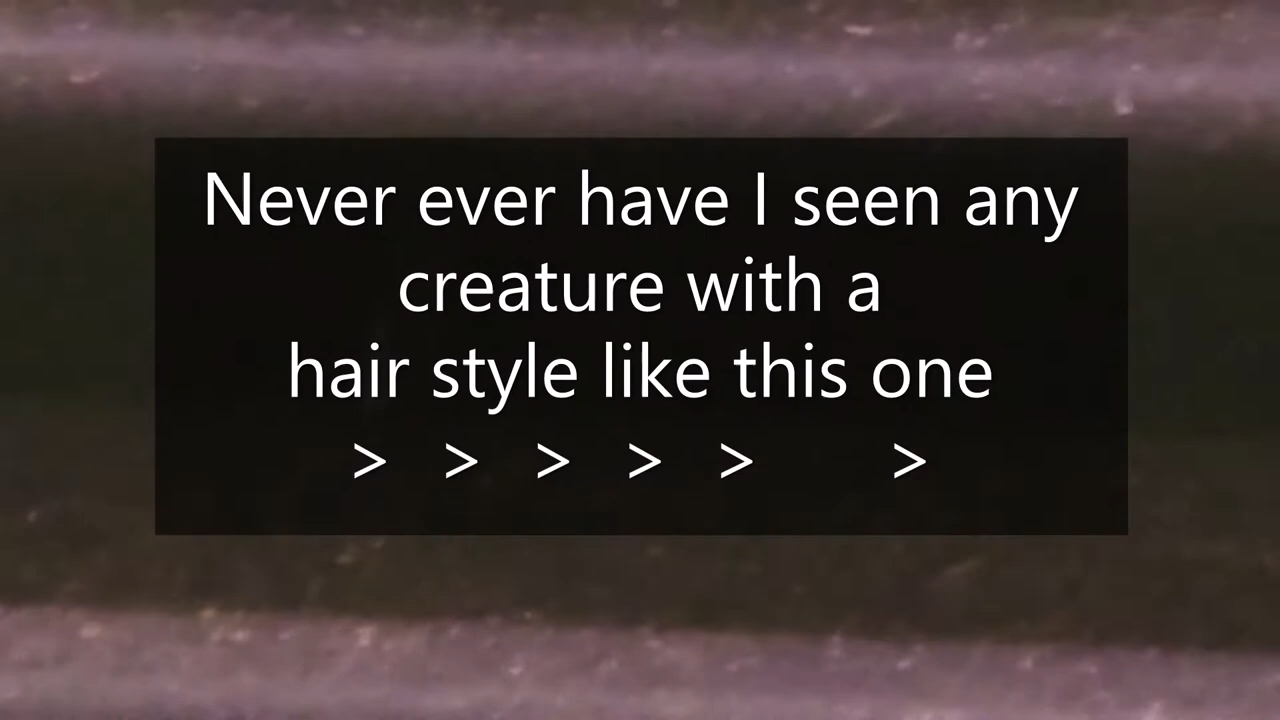 Never ever have I seen any
creature with a
hair style like this one
> > > > > >